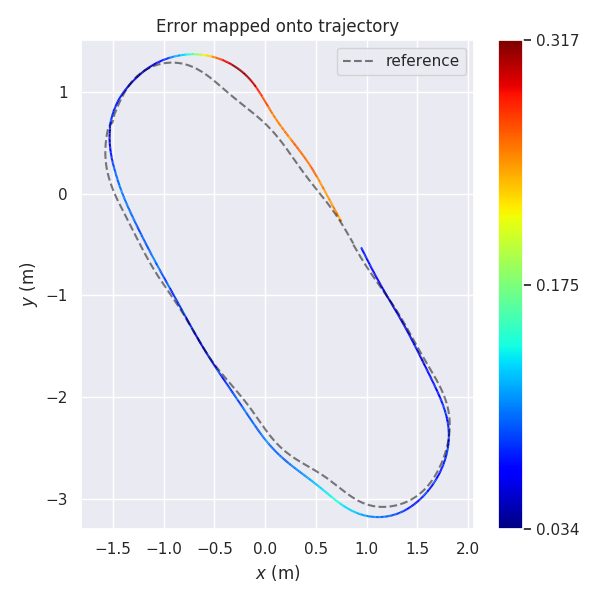 Error mapped onto trajectory
reference
y (m)
1
0
−1
−2
−3
−1.5 −1.0 −0.5 0.0 0.5 1.0 1.5 2.0
x (m)
0.317
0.175
0.034